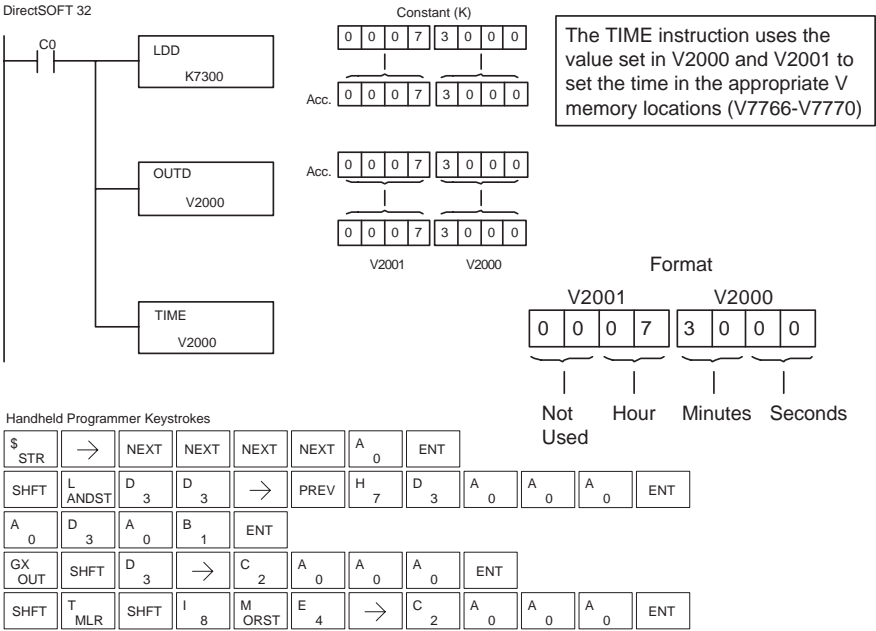 DirectSOFT 32
C0
LDD
K7300
OUTD
V2000
TIME
V2000
Constant (K)
0 0 0 7 3 0 0 0
Acc. 0 0 0 7 3 0 0 0
Acc. 0 0 0 7 3 0 0 0
0 0 0 7 3 0 0 0
V2001 V2000
The TIME instruction uses the
value set in V2000 and V2001 to
set the time in the appropriate V
memory locations (V7766-V7770)
Format
V2001 V2000
0 0 0 7 3 0 0 0
Not Used Hour Minutes Seconds
Handheld Programmer Keystrokes
$ STR → NEXT NEXT NEXT NEXT A 0 ENT
SHFT L ANDST D 3 D 3 → PREV H 7 D 3 A 0 A 0 A 0 ENT
A 0 D 3 A 0 B 1 ENT
GX OUT SHFT D 3 → C 2 A 0 A 0 A 0 ENT
SHFT T MLR SHFT I 8 M ORST E 4 → C 2 A 0 A 0 A 0 ENT